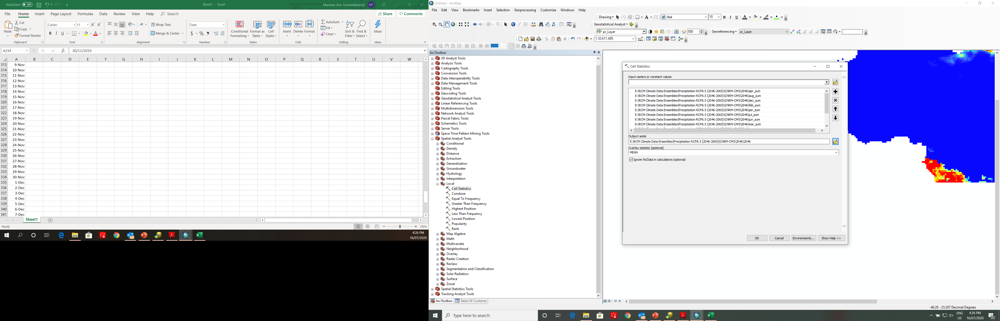 AutoSave Off
Book1 - Excel
Marlene Ann Tomaszkiewicz MT
File Home Insert Page Layout Formulas Data Review View Help Search
Share Comments
Paste
Cut
Copy
Format Painter
Clipboard
Calibri 11
B I U
Font
Wrap Text
Merge & Center
Alignment
Date
Number
Conditional Formatting
Format as Table
Cell Styles
Styles
Insert Delete Format
Cells
AutoSum
Fill
Clear
Sort & Filter
Find & Select
Editing
Ideas
Ideas
A334 fx 30/11/2019
A B C D E F G H I J K L M N O P Q R S T U V W
313 9-Nov
314 10-Nov
315 11-Nov
316 12-Nov
317 13-Nov
318 14-Nov
319 15-Nov
320 16-Nov
321 17-Nov
322 18-Nov
323 19-Nov
324 20-Nov
325 21-Nov
326 22-Nov
327 23-Nov
328 24-Nov
329 25-Nov
330 26-Nov
331 27-Nov
332 28-Nov
333 29-Nov
334 30-Nov
335 1-Dec
336 2-Dec
337 3-Dec
338 4-Dec
339 5-Dec
340 6-Dec
341 7-Dec
Sheet1
Ready
100%
4:26 PM
16/07/2020
Untitled - ArcMap
File Edit View Bookmarks Insert Selection Geoprocessing Customize Windows Help
Drawing Arial 10 B I U
Geostatistical Analyst
pr_Layer 500 Georeferencing pr_Layer
1:33,611,485
ArcToolbox
3D Analyst Tools
Analysis Tools
Cartography Tools
Conversion Tools
Data Interoperability Tools
Data Management Tools
Editing Tools
Geocoding Tools
Geostatistical Analyst Tools
Linear Referencing Tools
Multidimension Tools
Network Analyst Tools
Parcel Fabric Tools
Schematics Tools
Server Tools
Space Time Pattern Mining Tools
Spatial Analyst Tools
Conditional
Density
Distance
Extraction
Generalization
Groundwater
Hydrology
Interpolation
Local
Cell Statistics
Combine
Equal To Frequency
Greater Than Frequency
Highest Position
Less Than Frequency
Lowest Position
Popularity
Rank
Map Algebra
Math
Multivariate
Neighborhood
Overlay
Raster Creation
Reclass
Segmentation and Classification
Solar Radiation
Surface
Zonal
Spatial Statistics Tools
Tracking Analyst Tools
ArcToolbox Table Of Contents
Cell Statistics
Input rasters or constant values
E:\RCM Climate Data Ensembles\Precipitation RCP8.5 (2046-2065)\CNRM-CM5\2046\apr_sum
E:\RCM Climate Data Ensembles\Precipitation RCP8.5 (2046-2065)\CNRM-CM5\2046\aug_sum
E:\RCM Climate Data Ensembles\Precipitation RCP8.5 (2046-2065)\CNRM-CM5\2046\dec_sum
E:\RCM Climate Data Ensembles\Precipitation RCP8.5 (2046-2065)\CNRM-CM5\2046\feb_sum
E:\RCM Climate Data Ensembles\Precipitation RCP8.5 (2046-2065)\CNRM-CM5\2046\jan_sum
E:\RCM Climate Data Ensembles\Precipitation RCP8.5 (2046-2065)\CNRM-CM5\2046\jul_sum
E:\RCM Climate Data Ensembles\Precipitation RCP8.5 (2046-2065)\CNRM-CM5\2046\jun_sum
E:\RCM Climate Data Ensembles\Precipitation RCP8.5 (2046-2065)\CNRM-CM5\2046\mar_sum
Output raster
E:\RCM Climate Data Ensembles\Precipitation RCP8.5 (2046-2065)\CNRM-CM5\2046\2046
Overlay statistic (optional)
MEAN
Ignore NoData in calculations (optional)
OK Cancel Environments... Show Help >>
-46.28 -25.207 Decimal Degrees
Type here to search
ENG
US
4:26 PM
16/07/2020
22